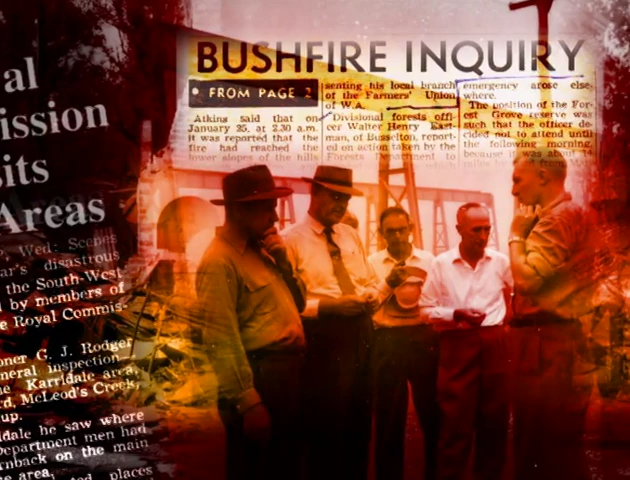 BUSHFIRE INQUIRY
• FROM PAGE 2
Atkins said that on
January 25, at 2.30 a.m.
it was reported that the
fire had reached the
lower slopes of the hills
senting his local branch
of the Farmers' Union
of W.A.
Divisional forests offi-
cer Walter Henry East-
man, of Busselton, report-
ed on action taken by the
Forests Department to
emergency arose else-
where.
The position of the For-
est Grove reserve was
such that the officer de-
cided not to attend until
the following morning,
because it was about 14
al
ission
sits
Areas
Wed: Scenes
ar's disastrous
the South-West
d by members of
e Royal Commis-
oner G. J. Rodger
neral inspection
e Karridale area,
rd, McLeod's Creek,
up.
dale he saw where
Department men had
rnback on the main
e area,
places